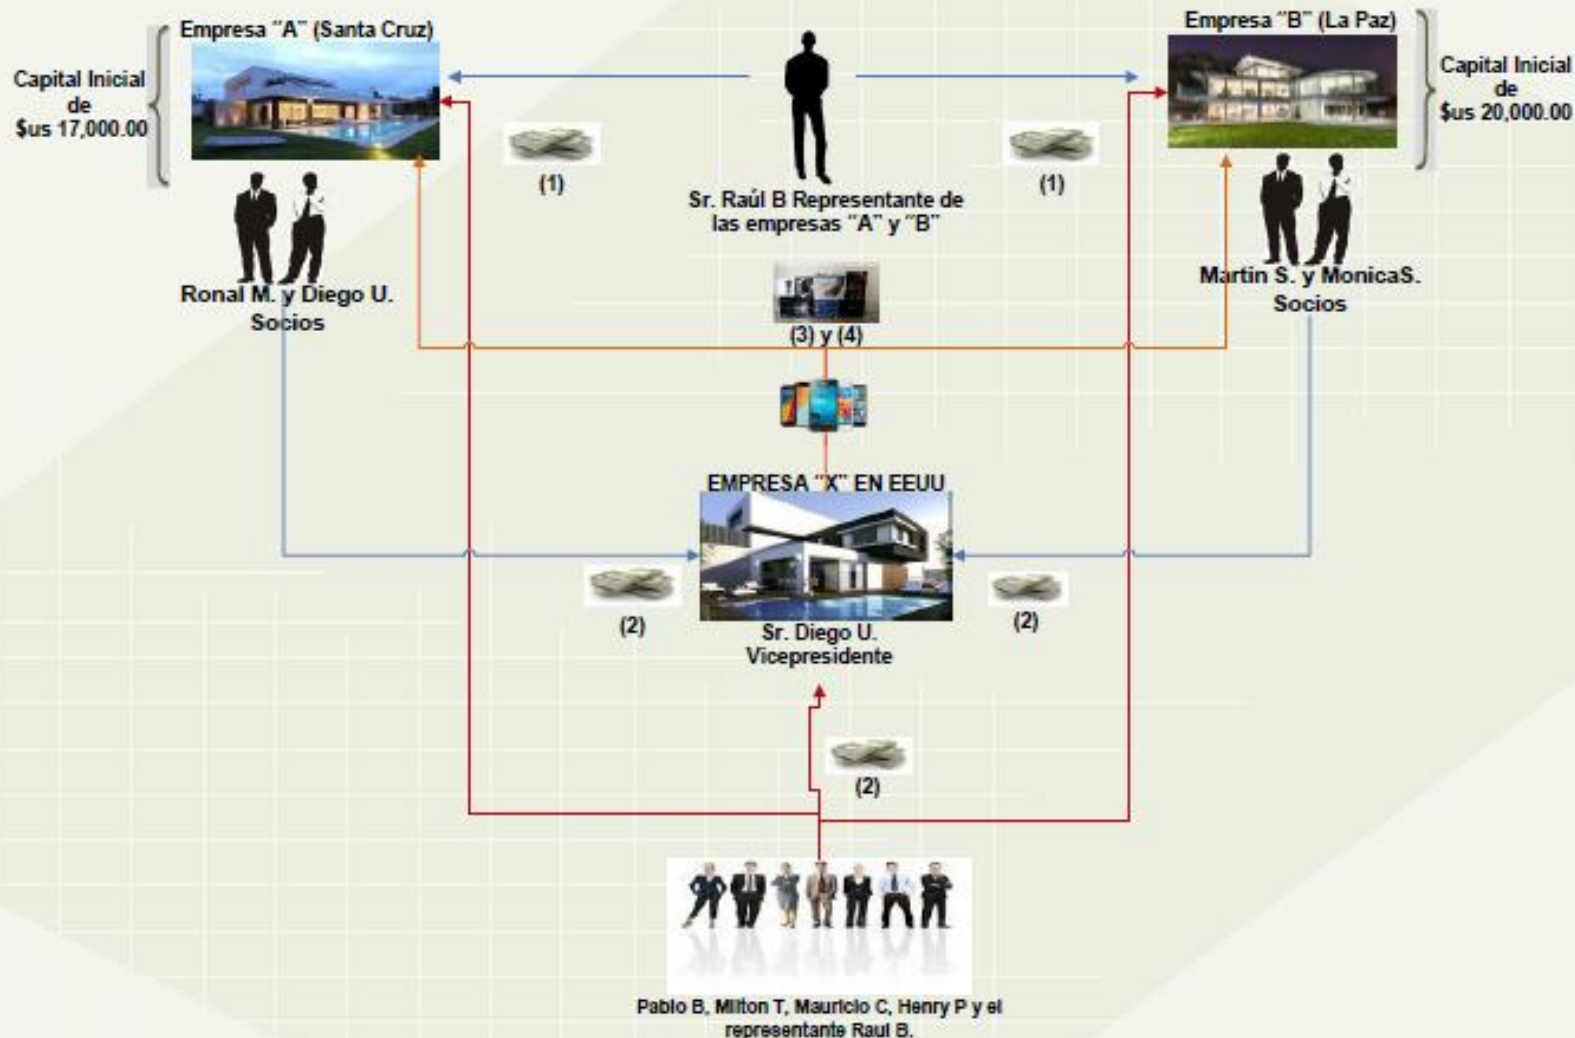 Empresa "A" (Santa Cruz)
Capital Inicial
de
$us 17,000.00
Empresa "B" (La Paz)
Capital Inicial
de
$us 20,000.00
(1)
(1)
Sr. Raúl B Representante de
las empresas "A" y "B"
Ronal M. y Diego U.
Socios
Martin S. y MonicaS.
Socios
(3) y (4)
EMPRESA "X" EN EEUU
(2)
(2)
Sr. Diego U.
Vicepresidente
(2)
Pablo B, Milton T, Mauricio C, Henry P y el
representante Raul B.